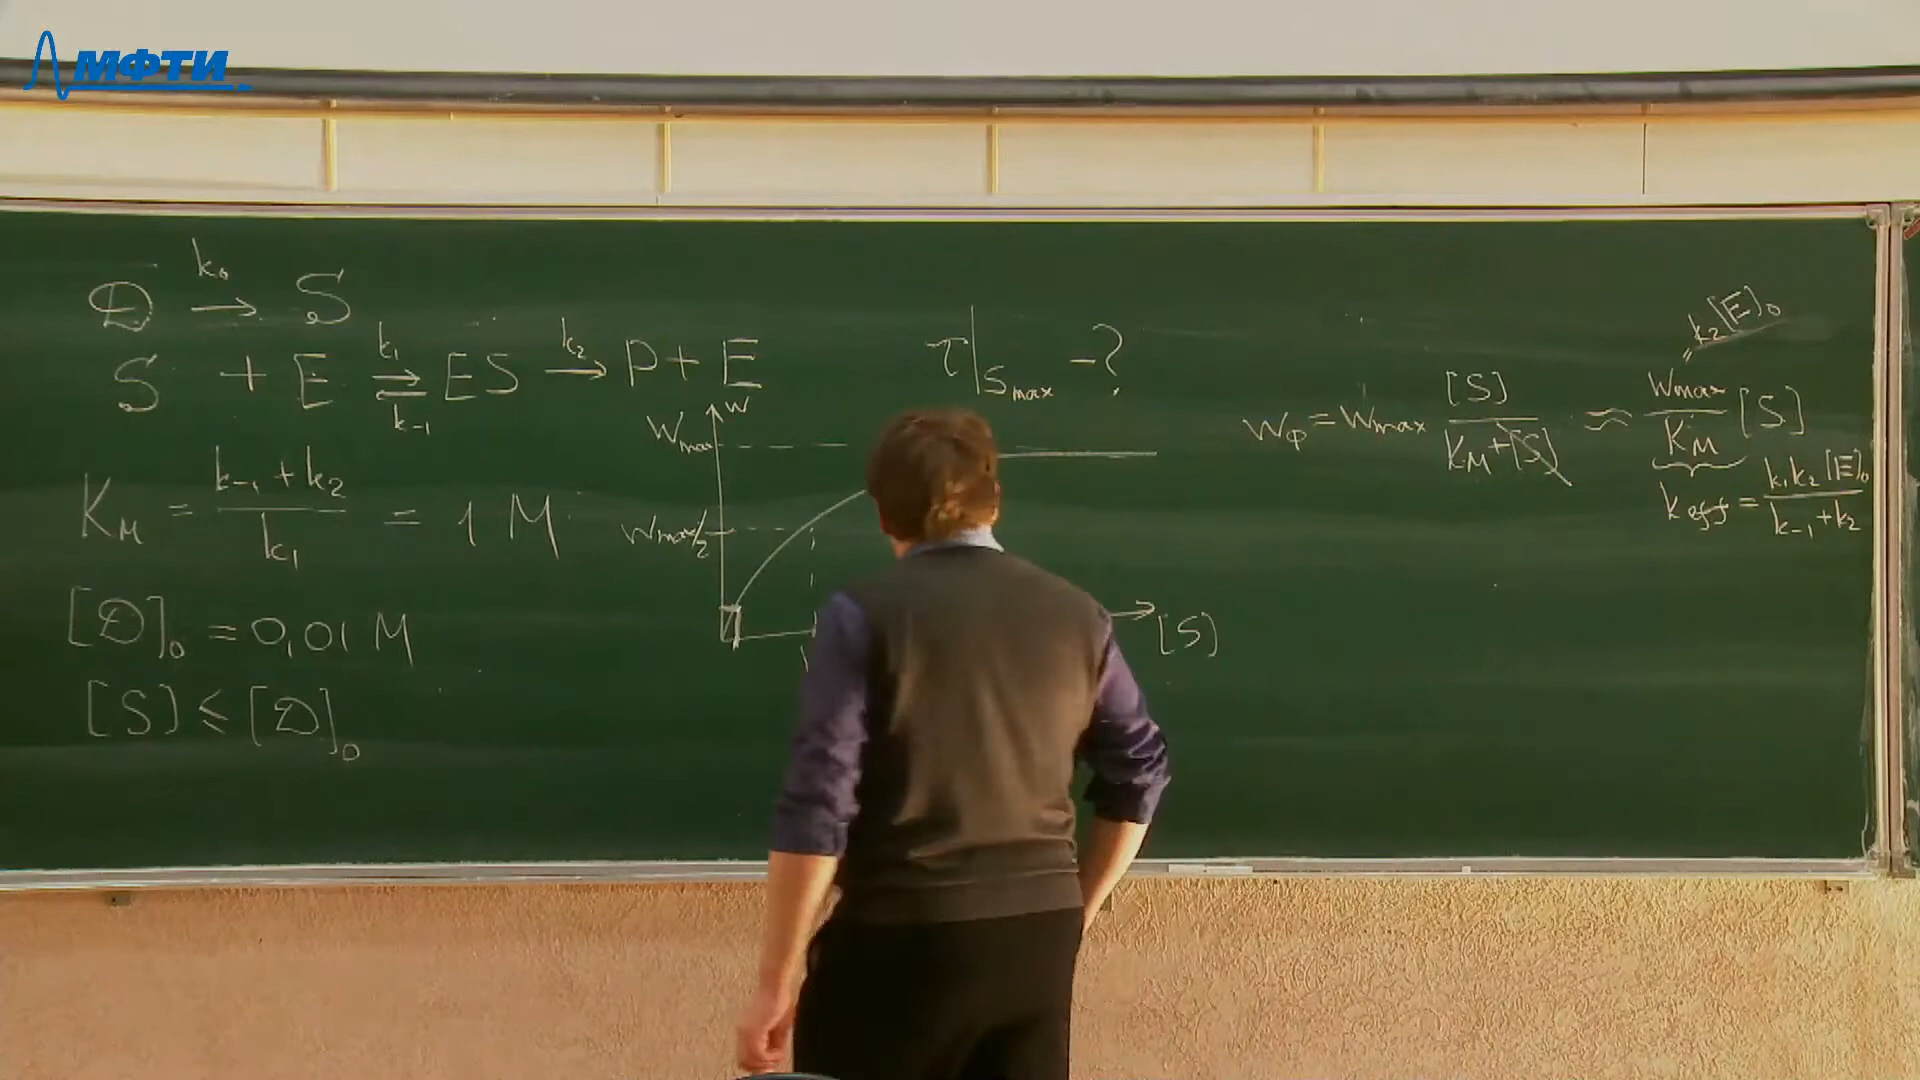 МФТИ
D k₀ → S
S + E k₁ ⇄ k₋₁ ES k₂ → P + E
K_M = (k₋₁ + k₂) / k₁ = 1 M
[D]₀ = 0,01 M
[S] ≤ [D]₀
τ|S_max - ?
W
W_max
W_max/2
[S]
W_ф = W_max [S] / (K_M + [S]) ≈ W_max / K_M [S]
= k₂[E]₀
k_eff = k₁k₂[E]₀ / (k₋₁ + k₂)